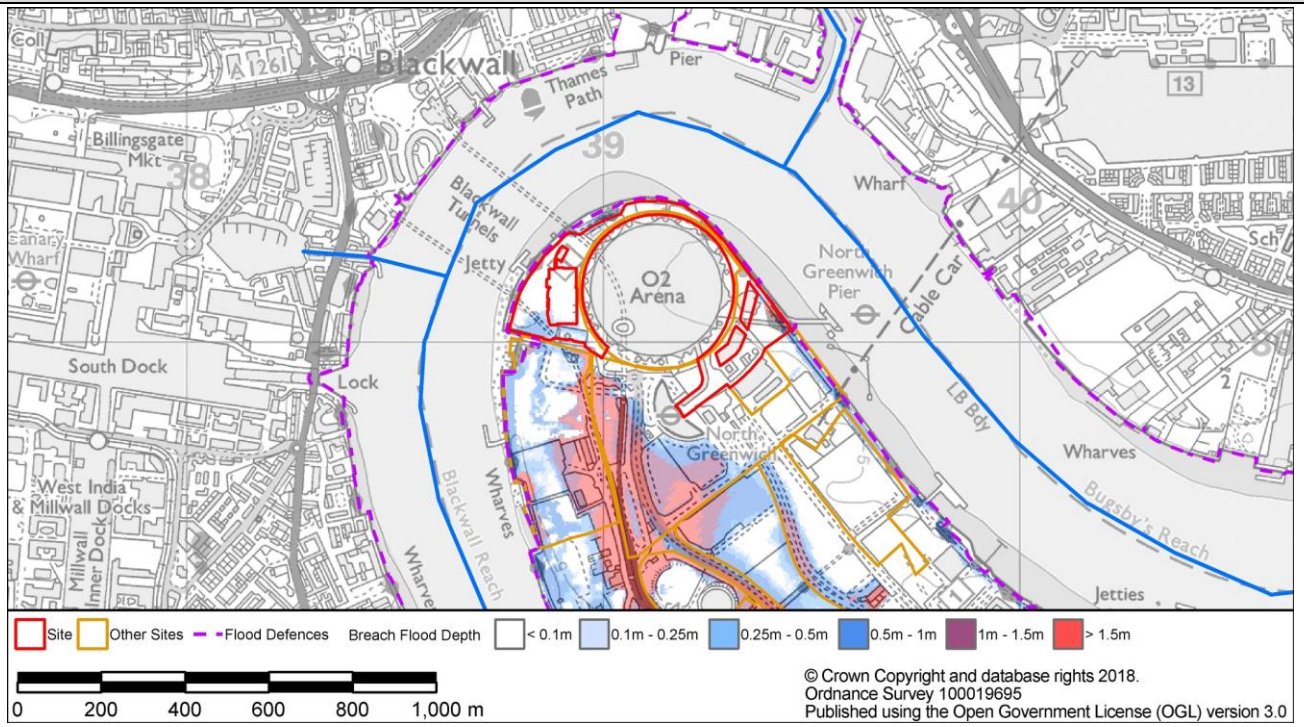 Coll
A 1261
Blackwall
Pier
Thames
Path
13
Billingsgate
Mkt
38
39
40
Wharf
Blackwall
Tunnels
Jetty
Canary
Wharf
O2
Arena
North
Greenwich
Pier
Cable Car
Sch
South Dock
Lock
LB Bdy
North
Greenwich
Wharves
West India
& Millwall Docks
Millwall
Inner Dock
Blackwall Reach
Wharves
Bugsby's Reach
Wharves
Jetties
Site
Other Sites
Flood Defences
Breach Flood Depth
< 0.1m
0.1m - 0.25m
0.25m - 0.5m
0.5m - 1m
1m - 1.5m
> 1.5m
0 200 400 600 800 1,000 m
© Crown Copyright and database rights 2018.
Ordnance Survey 100019695
Published using the Open Government License (OGL) version 3.0